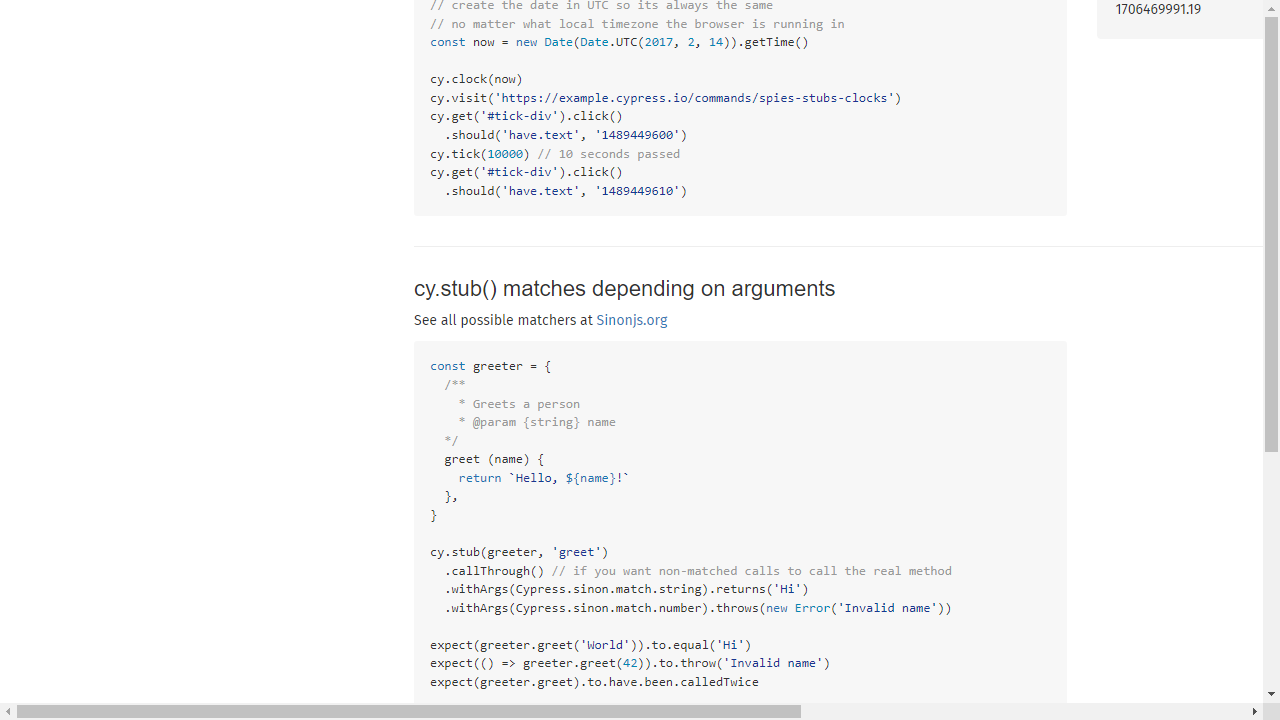 // create the date in UTC so its always the same
// no matter what local timezone the browser is running in
const now = new Date(Date.UTC(2017, 2, 14)).getTime()
cy.clock(now)
cy.visit('https://example.cypress.io/commands/spies-stubs-clocks')
cy.get('#tick-div').click()
  .should('have.text', '1489449600')
cy.tick(10000) // 10 seconds passed
cy.get('#tick-div').click()
  .should('have.text', '1489449610')
1706469991.19
cy.stub() matches depending on arguments
See all possible matchers at Sinonjs.org
const greeter = {
  /**
    * Greets a person
    * @param {string} name
  */
  greet (name) {
    return `Hello, ${name}!`
  },
}
cy.stub(greeter, 'greet')
  .callThrough() // if you want non-matched calls to call the real method
  .withArgs(Cypress.sinon.match.string).returns('Hi')
  .withArgs(Cypress.sinon.match.number).throws(new Error('Invalid name'))
expect(greeter.greet('World')).to.equal('Hi')
expect(() => greeter.greet(42)).to.throw('Invalid name')
expect(greeter.greet).to.have.been.calledTwice